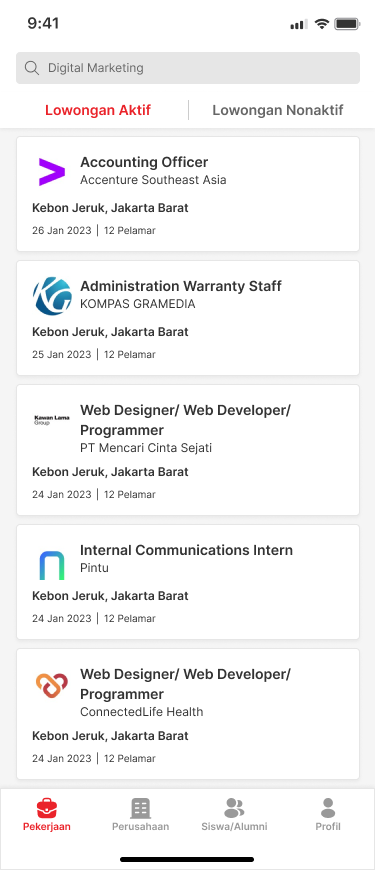 9:41
Digital Marketing
Lowongan Aktif
Lowongan Nonaktif
Accounting Officer
Accenture Southeast Asia
Kebon Jeruk, Jakarta Barat
26 Jan 2023 | 12 Pelamar
Administration Warranty Staff
KOMPAS GRAMEDIA
Kebon Jeruk, Jakarta Barat
25 Jan 2023 | 12 Pelamar
Kawan Lama
Group
Web Designer/ Web Developer/
Programmer
PT Mencari Cinta Sejati
Kebon Jeruk, Jakarta Barat
24 Jan 2023 | 12 Pelamar
Internal Communications Intern
Pintu
Kebon Jeruk, Jakarta Barat
24 Jan 2023 | 12 Pelamar
Web Designer/ Web Developer/
Programmer
ConnectedLife Health
Kebon Jeruk, Jakarta Barat
24 Jan 2023 | 12 Pelamar
Pekerjaan
Perusahaan
Siswa/Alumni
Profil